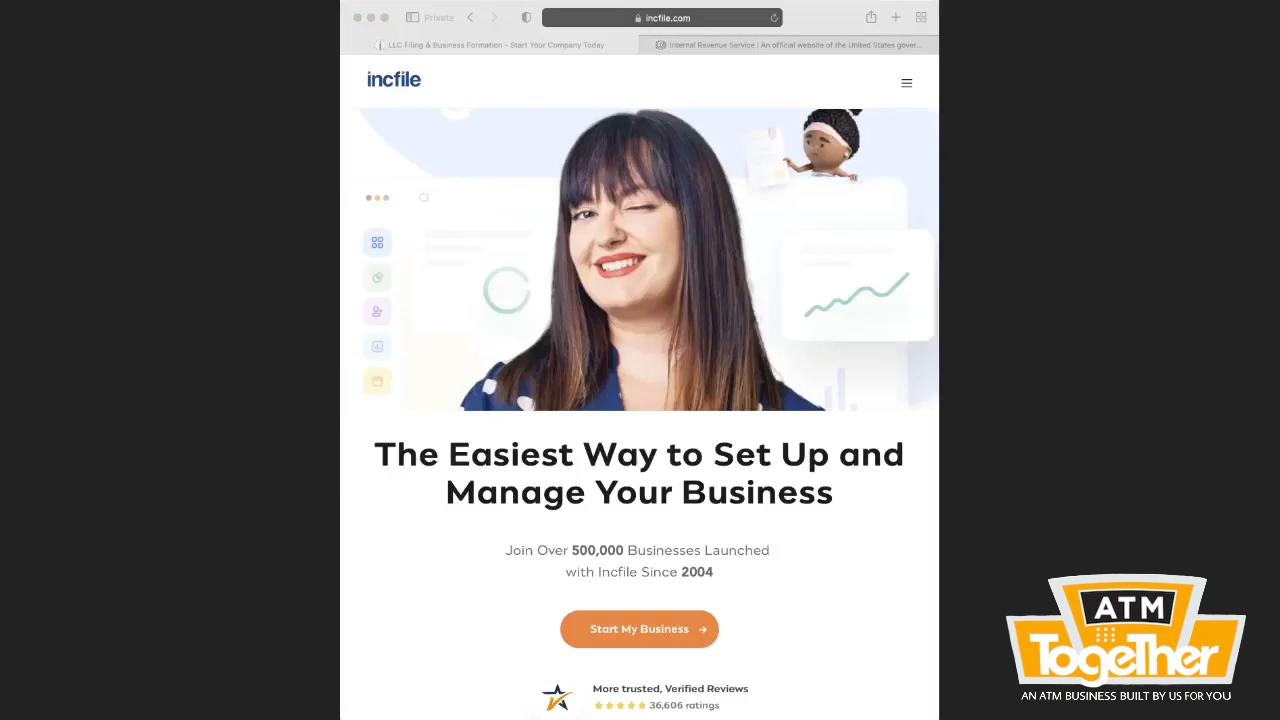 Private
incfile.com
LLC Filing & Business Formation - Start Your Company Today
Internal Revenue Service | An official website of the United States gover...
incfile
The Easiest Way to Set Up and
Manage Your Business
Join Over 500,000 Businesses Launched
with Incfile Since 2004
Start My Business
More trusted, Verified Reviews
36,606 ratings
ATM
Together
AN ATM BUSINESS BUILT BY US FOR YOU